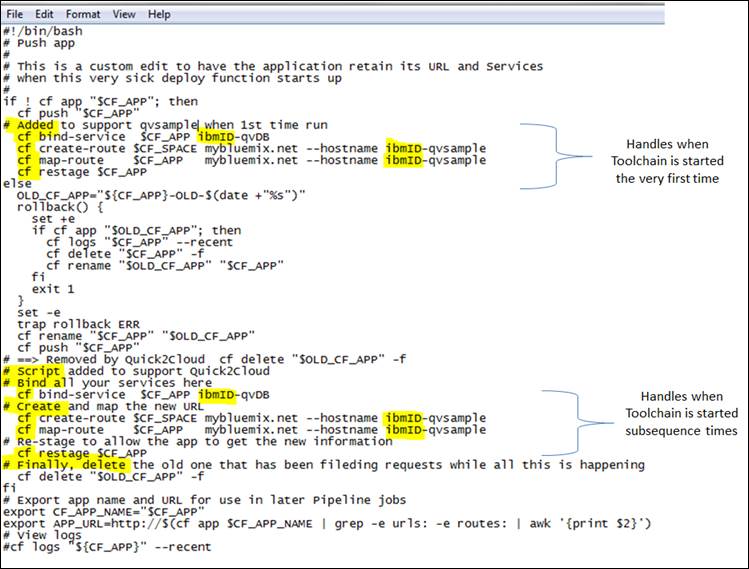 File Edit Format View Help
#!/bin/bash
# Push app
#
# This is a custom edit to have the application retain its URL and Services
# when this very sick deploy function starts up
#
if ! cf app "$CF_APP"; then
  cf push "$CF_APP"
# Added to support qvsample when 1st time run
  cf bind-service  $CF_APP ibmID-qvDB
  cf create-route $CF_SPACE mybluemix.net --hostname ibmID-qvsample
  cf map-route    $CF_APP   mybluemix.net --hostname ibmID-qvsample
  cf restage $CF_APP
Handles when
Toolchain is started
the very first time
else
  OLD_CF_APP="${CF_APP}-OLD-$(date +"%s")"
  rollback() {
    set +e
    if cf app "$OLD_CF_APP"; then
      cf logs "$CF_APP" --recent
      cf delete "$CF_APP" -f
      cf rename "$OLD_CF_APP" "$CF_APP"
    fi
    exit 1
  }
  set -e
  trap rollback ERR
  cf rename "$CF_APP" "$OLD_CF_APP"
  cf push "$CF_APP"
# ==> Removed by Quick2Cloud  cf delete "$OLD_CF_APP" -f
# Script added to support Quick2Cloud
# Bind all your services here
  cf bind-service  $CF_APP ibmID-qvDB
# Create and map the new URL
  cf create-route $CF_SPACE mybluemix.net --hostname ibmID-qvsample
  cf map-route    $CF_APP   mybluemix.net --hostname ibmID-qvsample
# Re-stage to allow the app to get the new information
  cf restage $CF_APP
Handles when
Toolchain is started
subsequence times
# Finally, delete the old one that has been fileding requests while all this is happening
  cf delete "$OLD_CF_APP" -f
fi
# Export app name and URL for use in later Pipeline jobs
export CF_APP_NAME="$CF_APP"
export APP_URL=http://$(cf app $CF_APP_NAME | grep -e urls: -e routes: | awk '{print $2}')
# View logs
#cf logs "${CF_APP}" --recent